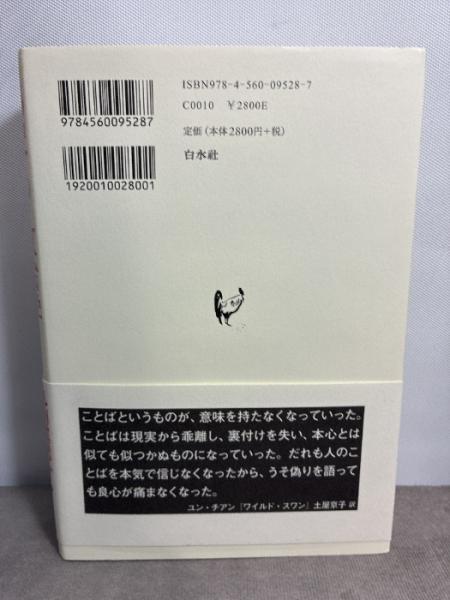 ISBN978-4-560-09528-7
C0010 ¥2800E
9784560095287
定価(本体2800円+税)
白水社
1920010028001
ことばというものが、意味を持たなくなっていった。
ことばは現実から乖離し、裏付けを失い、本心とは
似ても似つかぬものになっていった。だれも人のこ
とばを本気で信じなくなったから、うそ偽りを語って
も良心が痛まなくなった。
ユン・チアン『ワイルド・スワン』土屋京子 訳